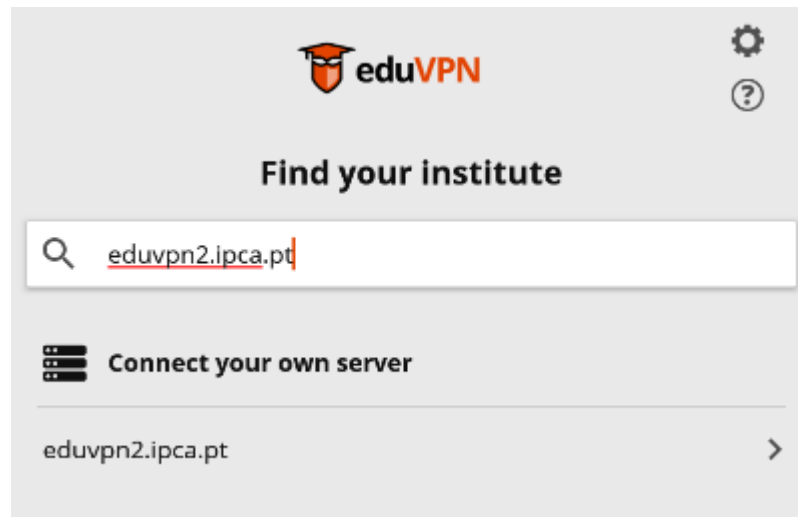 eduVPN
?
Find your institute
eduvpn2.ipca.pt
Connect your own server
eduvpn2.ipca.pt